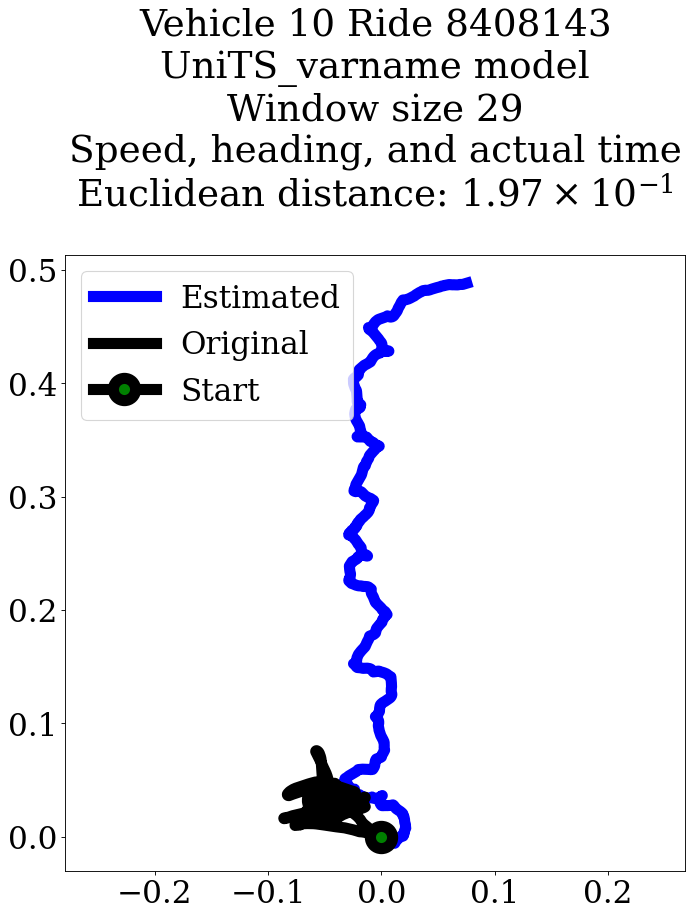 Vehicle 10 Ride 8408143
UniTS_varname model
Window size 29
Speed, heading, and actual time
Euclidean distance: 1.97 × 10⁻¹
0.5
0.4
0.3
0.2
0.1
0.0
Estimated
Original
Start
−0.2
−0.1
0.0
0.1
0.2